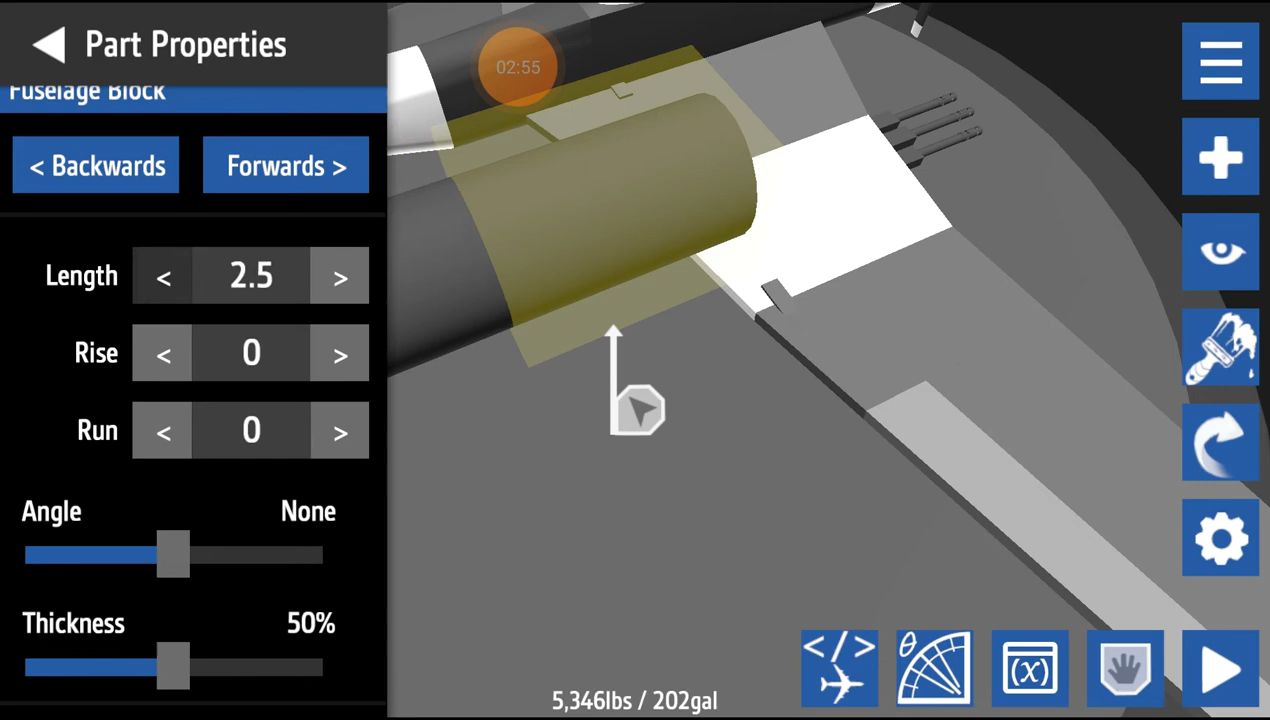 Part Properties
Fuselage Block
< Backwards
Forwards >
Length < 2.5 >
Rise < 0 >
Run < 0 >
Angle None
Thickness 50%
02:55
5,346lbs / 202gal
</>
θ
(x)